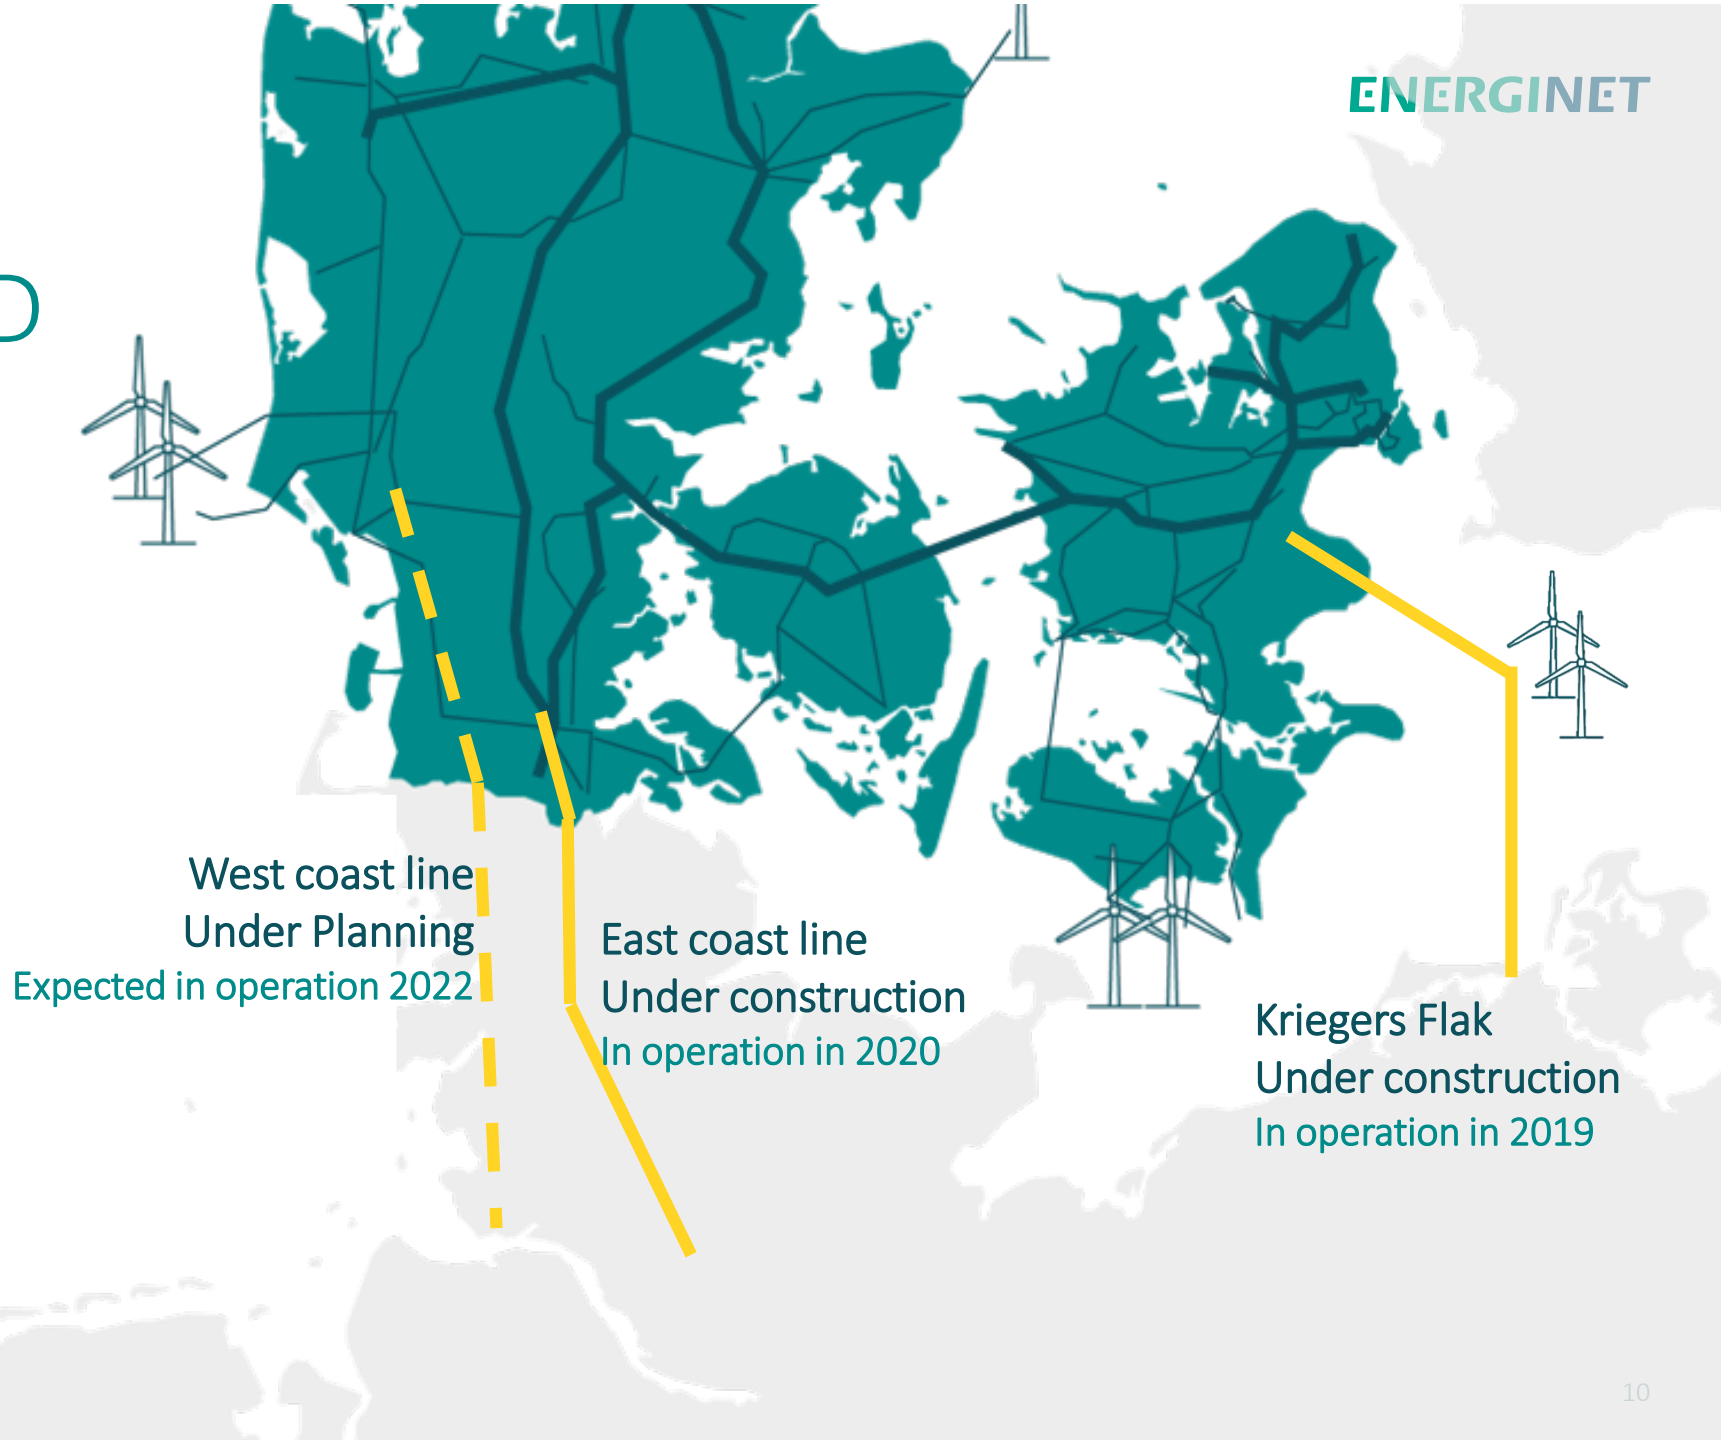 ENERGINET
D
West coast line
Under Planning
Expected in operation 2022
East coast line
Under construction
In operation in 2020
Kriegers Flak
Under construction
In operation in 2019
10